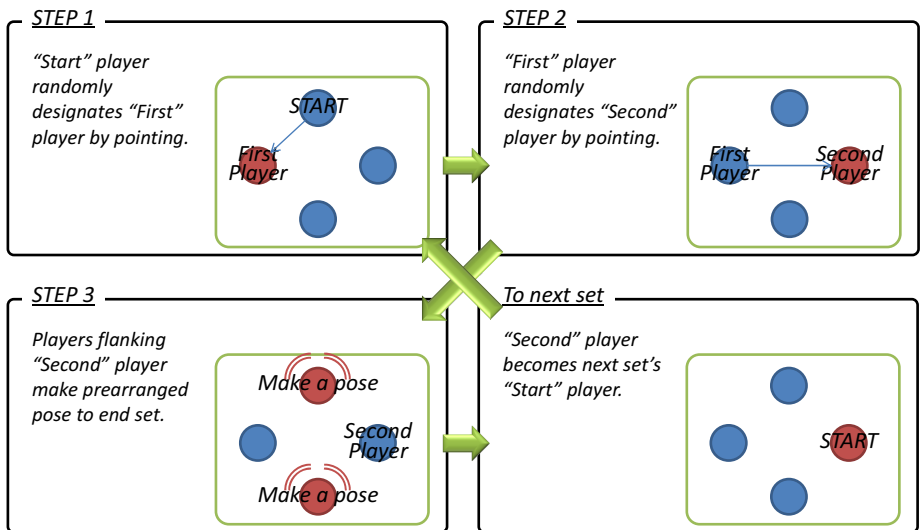 STEP 1
“Start” player
randomly
designates “First”
player by pointing.
START
First
Player
STEP 2
“First” player
randomly
designates “Second”
player by pointing.
First
Player
Second
Player
STEP 3
Players flanking
“Second” player
make prearranged
pose to end set.
Make a pose
Second
Player
Make a pose
To next set
“Second” player
becomes next set’s
“Start” player.
START